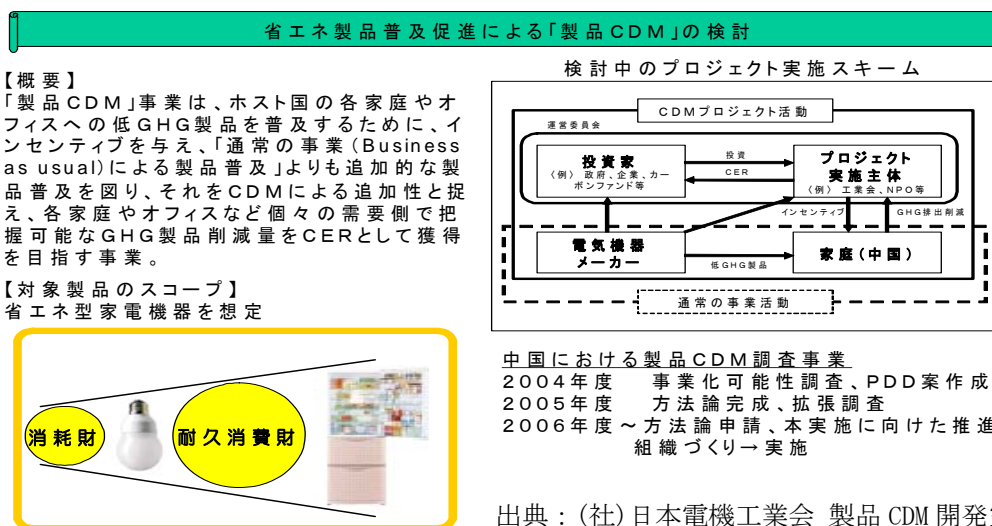 省エネ製品普及促進による「製品CDM」の検討
【概要】
「製品CDM」事業は、ホスト国の各家庭やオ
フィスへの低GHG製品を普及するために、イ
ンセンティブを与え、「通常の事業(Business
as usual)による製品普及」よりも追加的な製
品普及を図り、それをCDMによる追加性と捉
え、各家庭やオフィスなど個々の需要側で把
握可能なGHG製品削減量をCERとして獲得
を目指す事業。
【対象製品のスコープ】
省エネ型家電機器を想定
消耗財
耐久消費財
検討中のプロジェクト実施スキーム
CDMプロジェクト活動
運営委員会
投資家
〈例〉 政府、企業、カー
ボンファンド等
投資
CER
プロジェクト
実施主体
〈例〉 工業会、NPO等
インセンティブ
GHG排出削減
電気機器
メーカー
低GHG製品
家庭(中国)
通常の事業活動
中国における製品CDM調査事業
2004年度 事業化可能性調査、PDD案作成
2005年度 方法論完成、拡張調査
2006年度~方法論申請、本実施に向けた推進
組織づくり→実施
出典:(社)日本電機工業会 製品CDM開発